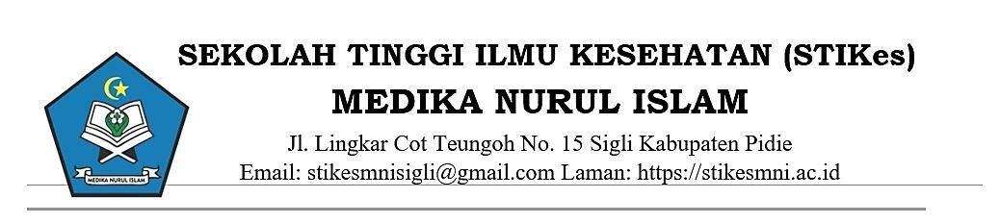 SEKOLAH TINGGI ILMU KESEHATAN (STIKes)
MEDIKA NURUL ISLAM
Jl. Lingkar Cot Teungoh No. 15 Sigli Kabupaten Pidie
Email: stikesmnisigli@gmail.com Laman: https://stikesmni.ac.id
MEDIKA NURUL ISLAM